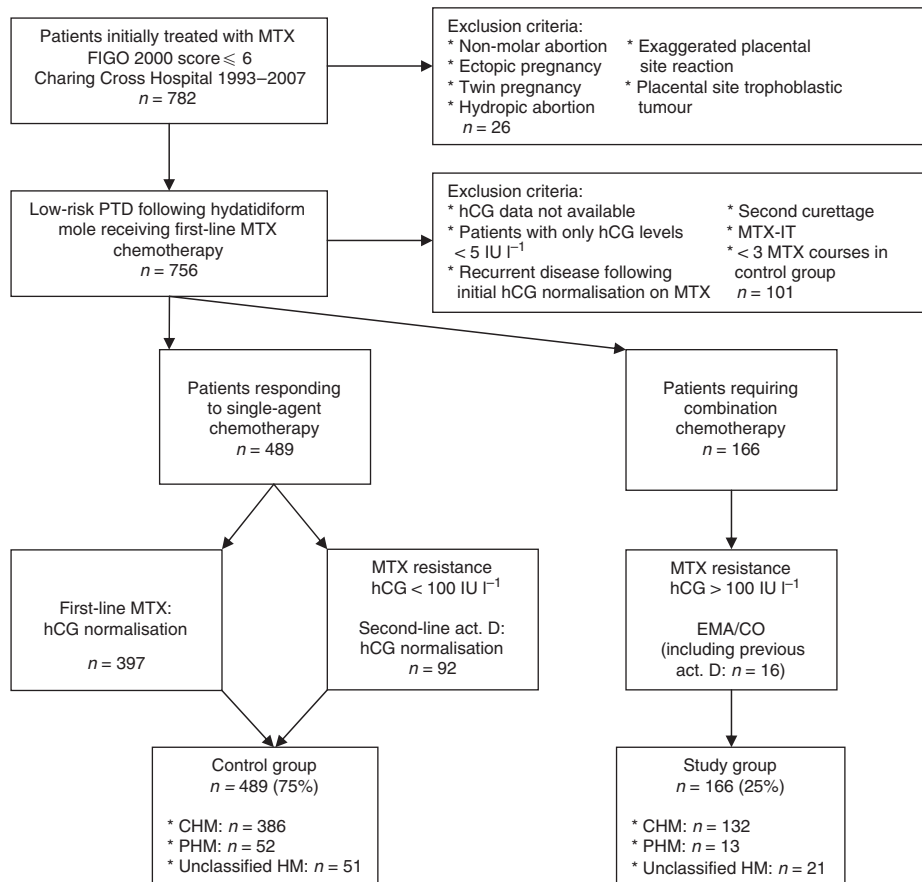 Patients initially treated with MTX
FIGO 2000 score ⩽ 6
Charing Cross Hospital 1993–2007
n = 782
Exclusion criteria:
* Non-molar abortion
* Ectopic pregnancy
* Twin pregnancy
* Hydropic abortion
n = 26
* Exaggerated placental
site reaction
* Placental site trophoblastic
tumour
Low-risk PTD following hydatidiform
mole receiving first-line MTX
chemotherapy
n = 756
Exclusion criteria:
* hCG data not available
* Patients with only hCG levels
< 5 IU l⁻¹
* Recurrent disease following
initial hCG normalisation on MTX
* Second curettage
* MTX-IT
* < 3 MTX courses in
control group
n = 101
Patients responding
to single-agent
chemotherapy
n = 489
Patients requiring
combination
chemotherapy
n = 166
First-line MTX:
hCG normalisation
n = 397
MTX resistance
hCG < 100 IU l⁻¹
Second-line act. D:
hCG normalisation
n = 92
MTX resistance
hCG > 100 IU l⁻¹
EMA/CO
(including previous
act. D: n = 16)
Control group
n = 489 (75%)
* CHM: n = 386
* PHM: n = 52
* Unclassified HM: n = 51
Study group
n = 166 (25%)
* CHM: n = 132
* PHM: n = 13
* Unclassified HM: n = 21